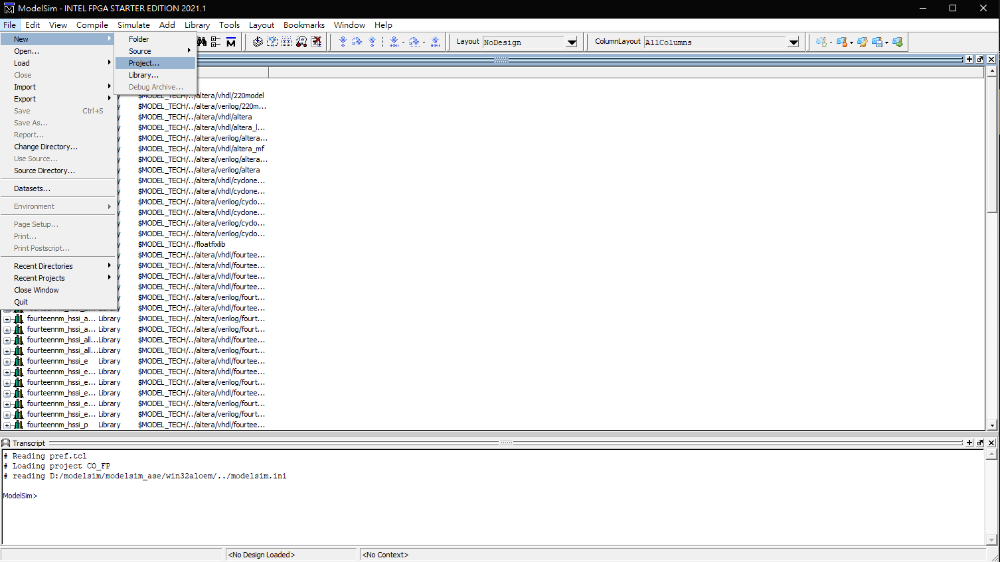 ModelSim - INTEL FPGA STARTER EDITION 2021.1
File Edit View Compile Simulate Add Library Tools Layout Bookmarks Window Help
New
Open...
Load
Close
Import
Export
Save Ctrl+S
Save As...
Report...
Change Directory...
Use Source...
Source Directory...
Datasets...
Environment
Page Setup...
Print...
Print Postscript...
Recent Directories
Recent Projects
Close Window
Quit
Folder
Source
Project...
Library...
Debug Archive...
Layout NoDesign
ColumnLayout AllColumns
$MODEL_TECH/../altera/vhdl/220model
$MODEL_TECH/../altera/verilog/220m...
$MODEL_TECH/../altera/vhdl/altera
$MODEL_TECH/../altera/vhdl/altera_l...
$MODEL_TECH/../altera/verilog/altera...
$MODEL_TECH/../altera/vhdl/altera_mf
$MODEL_TECH/../altera/verilog/altera...
$MODEL_TECH/../altera/verilog/altera
$MODEL_TECH/../altera/vhdl/cyclone...
$MODEL_TECH/../altera/vhdl/cyclone...
$MODEL_TECH/../altera/verilog/cyclo...
$MODEL_TECH/../altera/vhdl/cyclone...
$MODEL_TECH/../altera/verilog/cyclo...
$MODEL_TECH/../altera/verilog/cyclo...
$MODEL_TECH/../floatfixlib
$MODEL_TECH/../altera/vhdl/fourtee...
$MODEL_TECH/../altera/vhdl/fourtee...
$MODEL_TECH/../altera/vhdl/fourtee...
$MODEL_TECH/../altera/vhdl/fourtee...
$MODEL_TECH/../altera/verilog/fourt...
$MODEL_TECH/../altera/vhdl/fourtee...
fourteennm_hssi_a... Library $MODEL_TECH/../altera/verilog/fourt...
fourteennm_hssi_a... Library $MODEL_TECH/../altera/verilog/fourt...
fourteennm_hssi_all... Library $MODEL_TECH/../altera/vhdl/fourtee...
fourteennm_hssi_all... Library $MODEL_TECH/../altera/verilog/fourt...
fourteennm_hssi_e Library $MODEL_TECH/../altera/vhdl/fourtee...
fourteennm_hssi_e... Library $MODEL_TECH/../altera/vhdl/fourtee...
fourteennm_hssi_e... Library $MODEL_TECH/../altera/verilog/fourt...
fourteennm_hssi_e... Library $MODEL_TECH/../altera/vhdl/fourtee...
fourteennm_hssi_e... Library $MODEL_TECH/../altera/verilog/fourt...
fourteennm_hssi_e... Library $MODEL_TECH/../altera/verilog/fourt...
fourteennm_hssi_p Library $MODEL_TECH/../altera/vhdl/fourtee...
Transcript
# Reading pref.tcl
# Loading project CO_FP
# reading D:/modelsim/modelsim_ase/win32aloem/../modelsim.ini
ModelSim>
<No Design Loaded> <No Context>